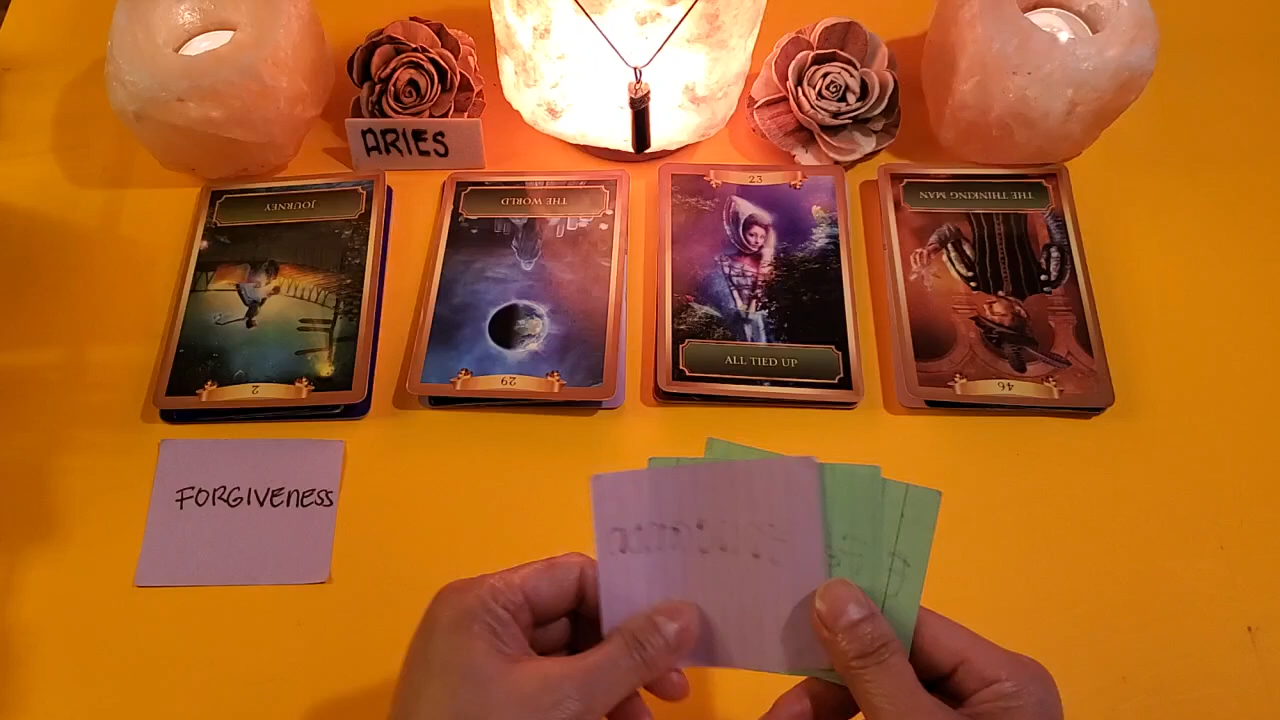 ARIES
JOURNEY
2
THE WORLD
29
23
ALL TIED UP
THE THINKING MAN
46
FORGIVENESS